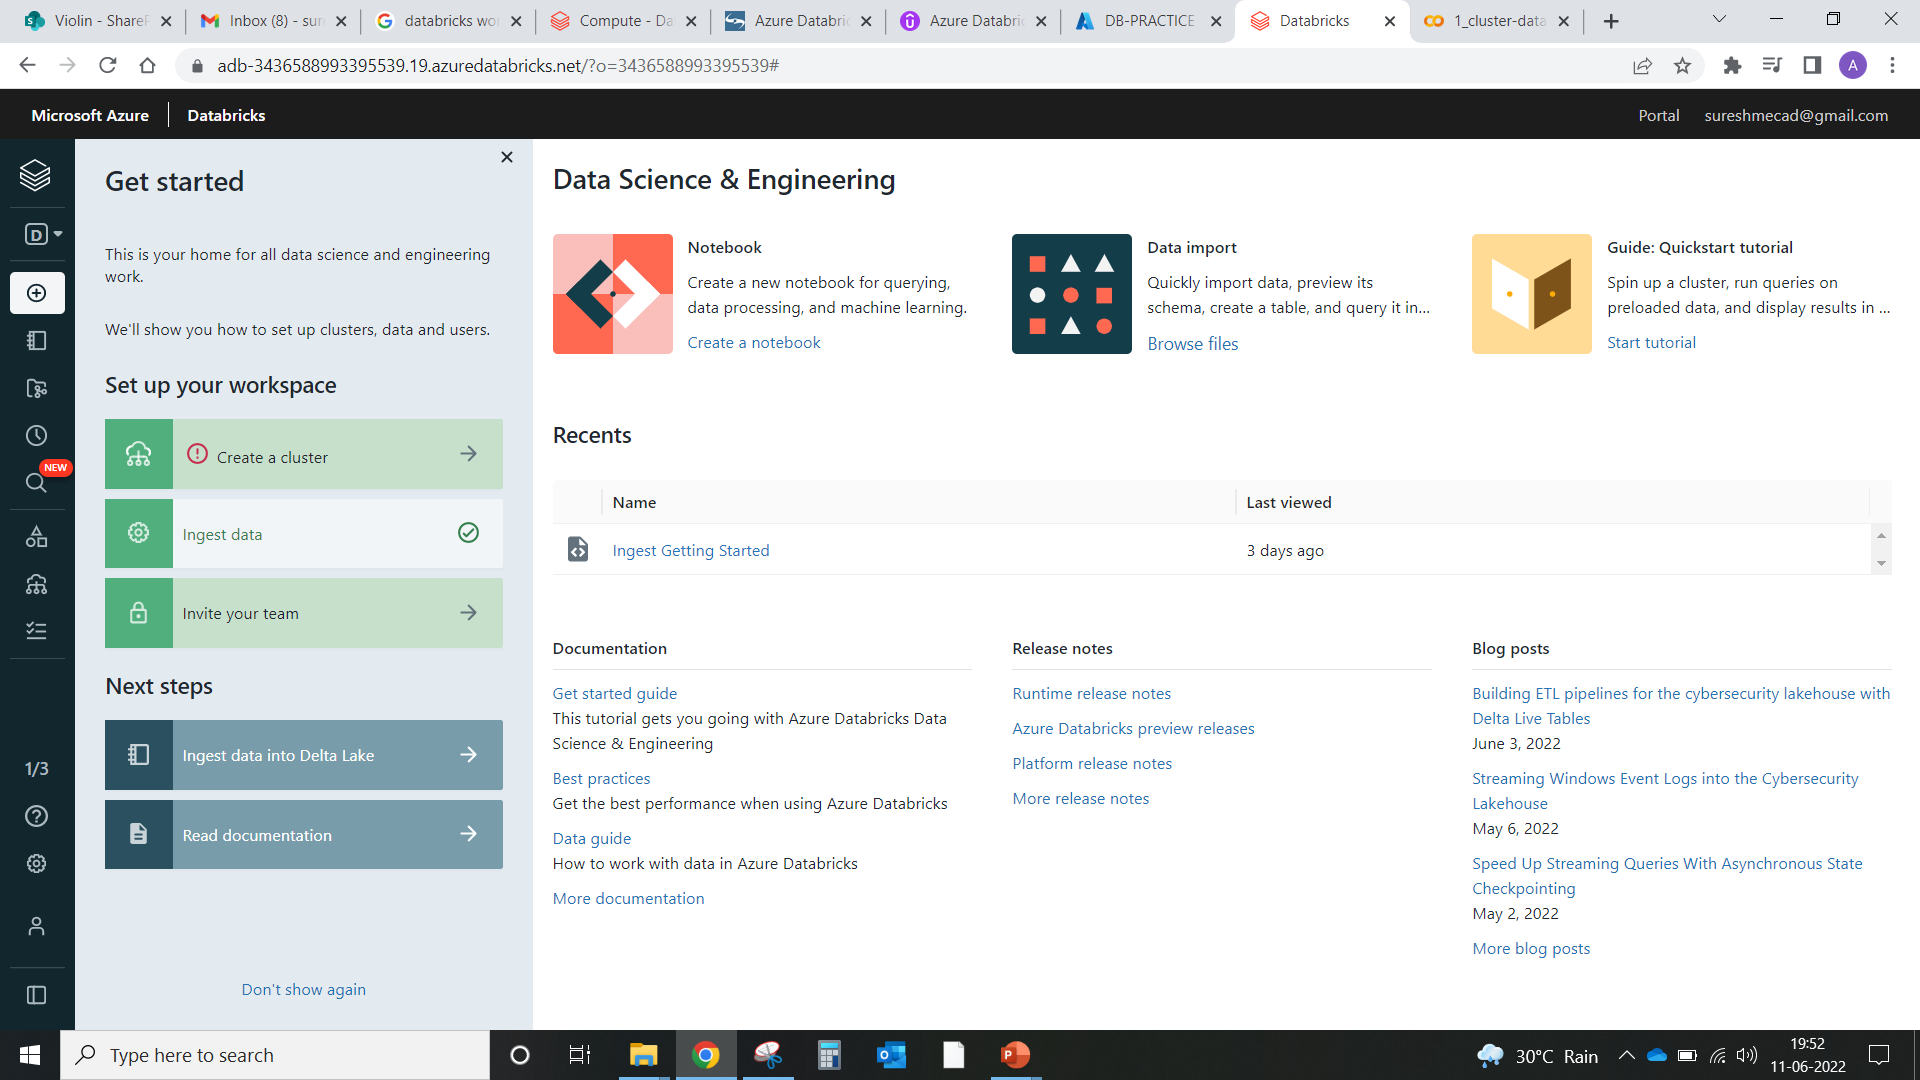 Violin - ShareP
Inbox (8) - sur
databricks wo
Compute - Da
Azure Databric
Azure Databric
DB-PRACTICE
Databricks
1_cluster-data
adb-3436588993395539.19.azuredatabricks.net/?o=3436588993395539#
A
Microsoft Azure
Databricks
Portal
sureshmecad@gmail.com
D
NEW
1/3
Get started
This is your home for all data science and engineering
work.
We'll show you how to set up clusters, data and users.
Set up your workspace
Create a cluster
Ingest data
Invite your team
Next steps
Ingest data into Delta Lake
Read documentation
Don't show again
Data Science & Engineering
Notebook
Create a new notebook for querying,
data processing, and machine learning.
Create a notebook
Data import
Quickly import data, preview its
schema, create a table, and query it in...
Browse files
Guide: Quickstart tutorial
Spin up a cluster, run queries on
preloaded data, and display results in ...
Start tutorial
Recents
Name
Last viewed
Ingest Getting Started
3 days ago
Documentation
Get started guide
This tutorial gets you going with Azure Databricks Data
Science & Engineering
Best practices
Get the best performance when using Azure Databricks
Data guide
How to work with data in Azure Databricks
More documentation
Release notes
Runtime release notes
Azure Databricks preview releases
Platform release notes
More release notes
Blog posts
Building ETL pipelines for the cybersecurity lakehouse with
Delta Live Tables
June 3, 2022
Streaming Windows Event Logs into the Cybersecurity
Lakehouse
May 6, 2022
Speed Up Streaming Queries With Asynchronous State
Checkpointing
May 2, 2022
More blog posts
Type here to search
30°C Rain
19:52
11-06-2022